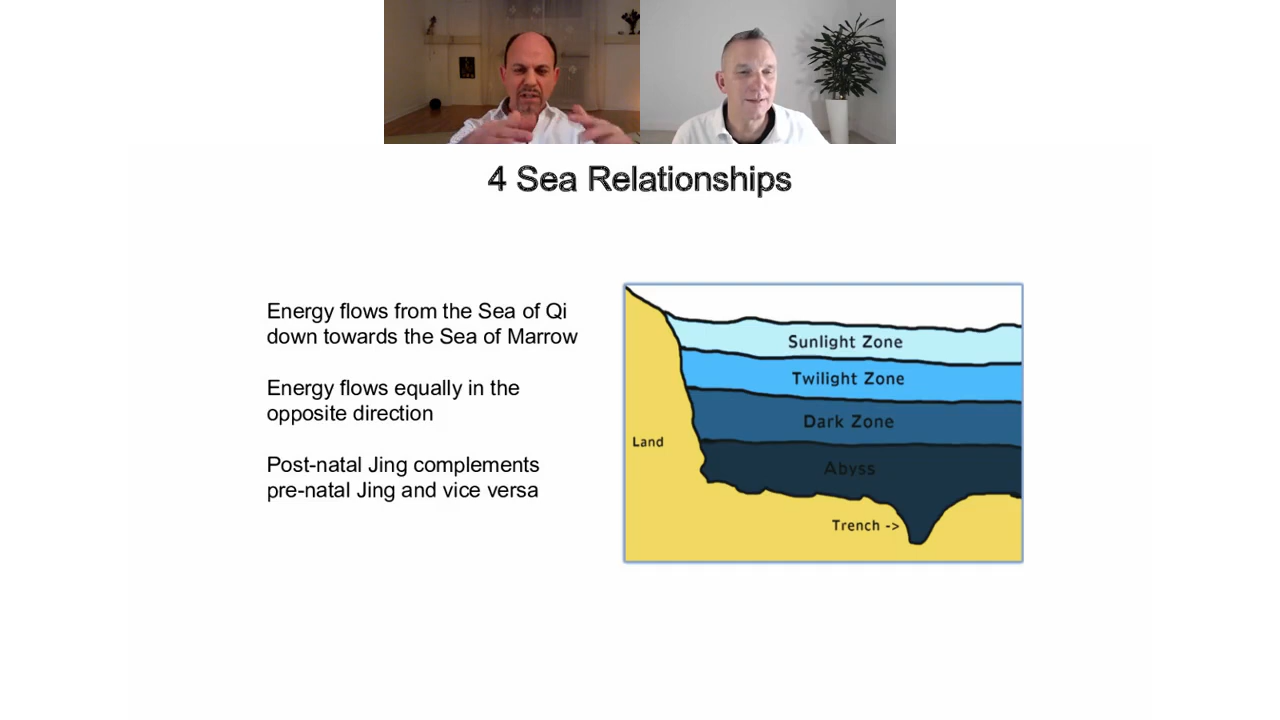 4 Sea Relationships
Energy flows from the Sea of Qi
down towards the Sea of Marrow
Energy flows equally in the
opposite direction
Post-natal Jing complements
pre-natal Jing and vice versa
Sunlight Zone
Twilight Zone
Dark Zone
Land
Abyss
Trench ->